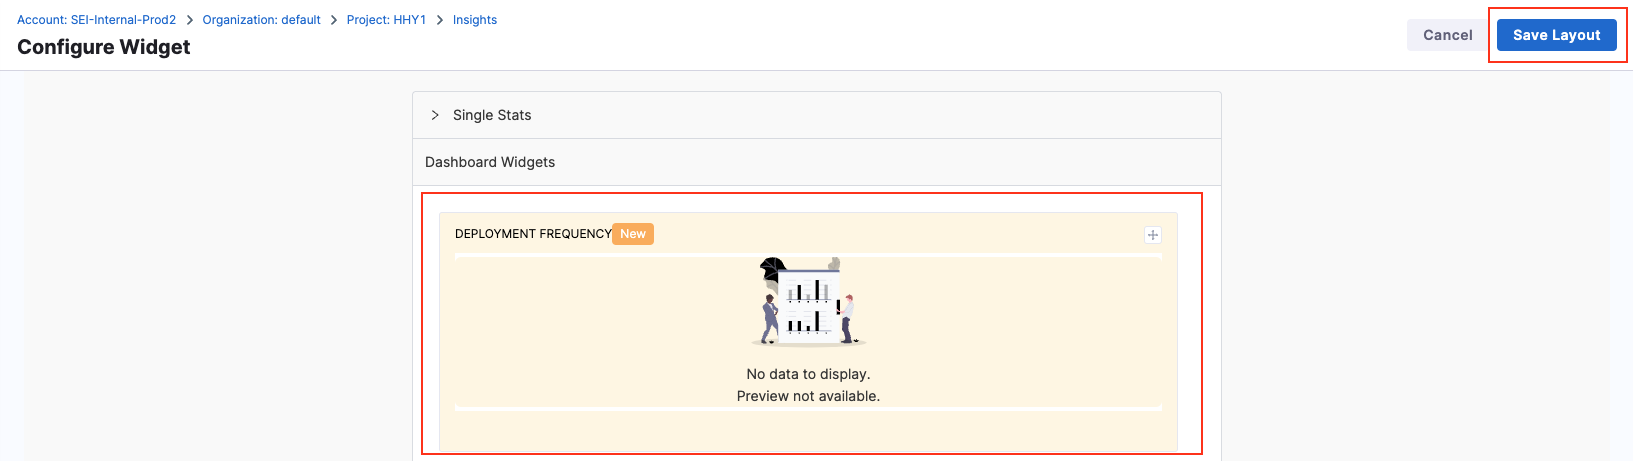 Account: SEI-Internal-Prod2 > Organization: default > Project: HHY1 > Insights
Configure Widget
Cancel
Save Layout
Single Stats
Dashboard Widgets
DEPLOYMENT FREQUENCY New
No data to display.
Preview not available.